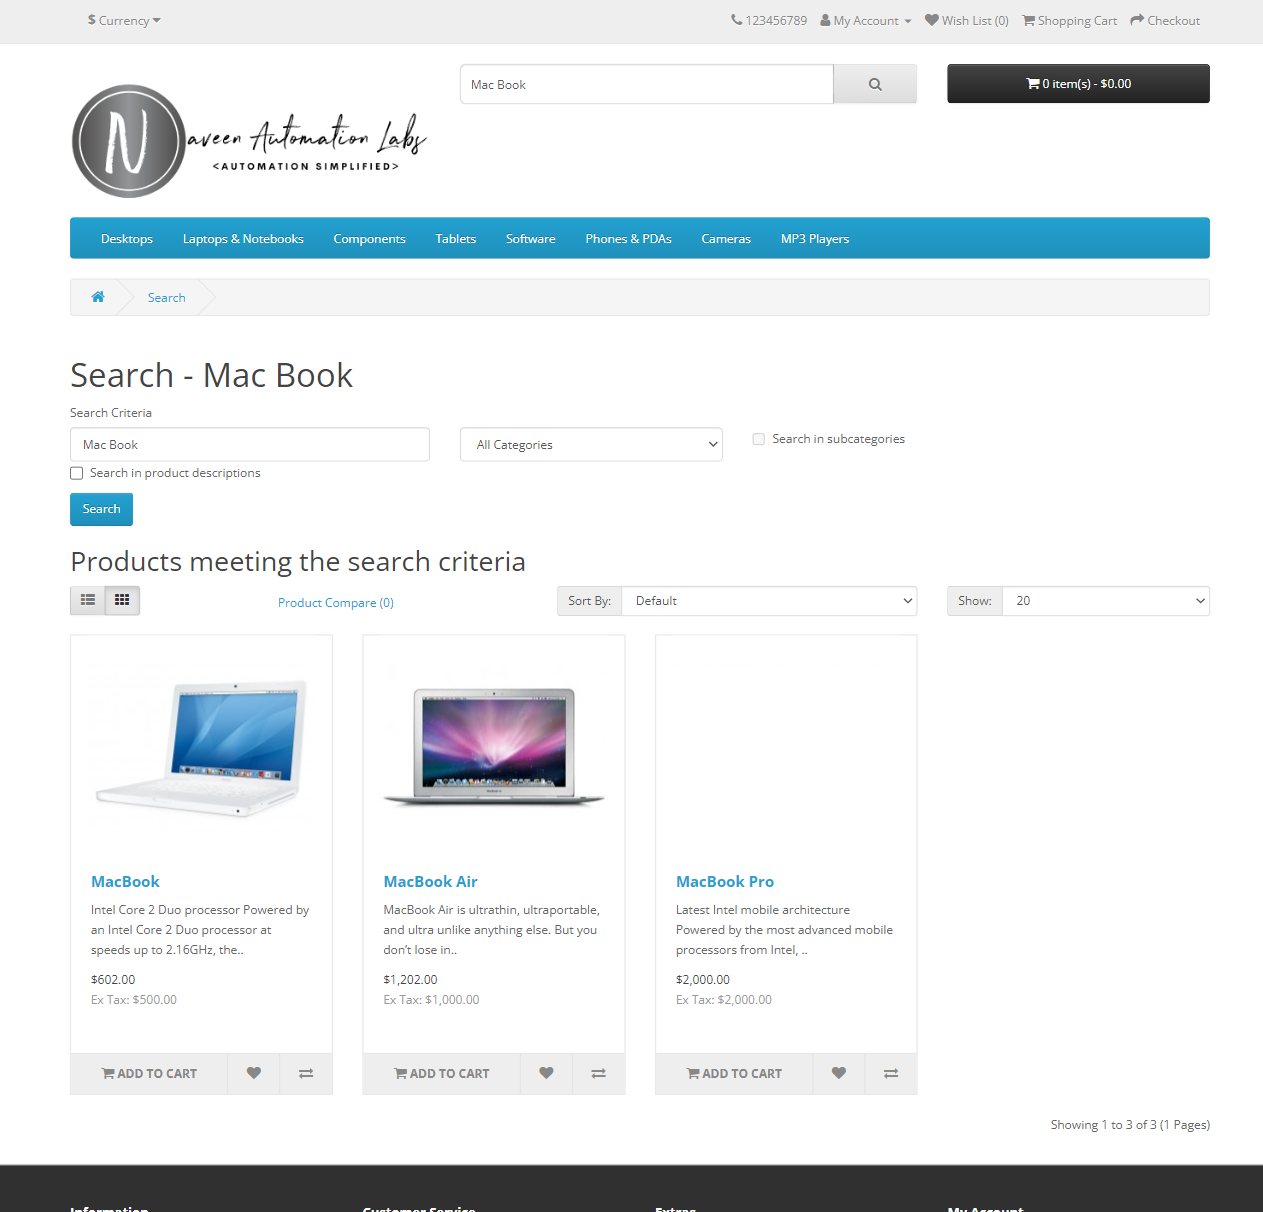 $ Currency
123456789 My Account Wish List (0) Shopping Cart Checkout
Mac Book
0 item(s) - $0.00
N
aveen Automation Labs
<AUTOMATION SIMPLIFIED>
Desktops Laptops & Notebooks Components Tablets Software Phones & PDAs Cameras MP3 Players
Search
Search - Mac Book
Search Criteria
Mac Book
All Categories
Search in subcategories
Search in product descriptions
Search
Products meeting the search criteria
Product Compare (0)
Sort By: Default
Show: 20
MacBook
Intel Core 2 Duo processor Powered by
an Intel Core 2 Duo processor at
speeds up to 2.16GHz, the..
$602.00
Ex Tax: $500.00
ADD TO CART
MacBook Air
MacBook Air is ultrathin, ultraportable,
and ultra unlike anything else. But you
don’t lose in..
$1,202.00
Ex Tax: $1,000.00
ADD TO CART
MacBook Pro
Latest Intel mobile architecture
Powered by the most advanced mobile
processors from Intel, ..
$2,000.00
Ex Tax: $2,000.00
ADD TO CART
Showing 1 to 3 of 3 (1 Pages)
Information Customer Service Extras My Account